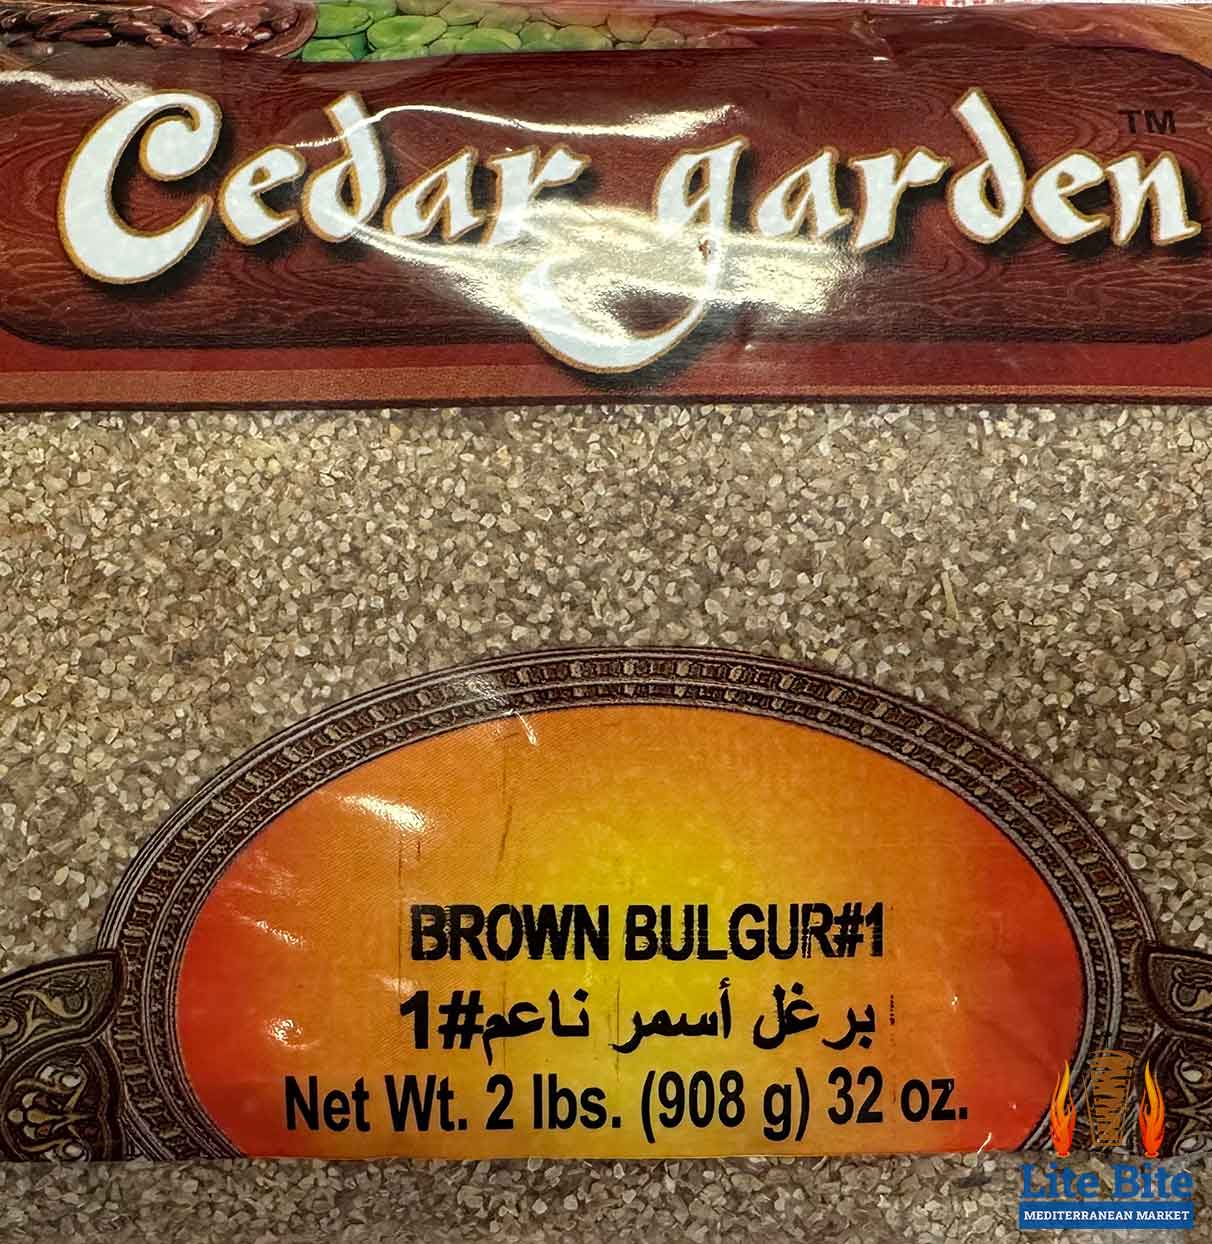 Cedar garden™
BROWN BULGUR#1
برغل أسمر ناعم#1
Net Wt. 2 lbs. (908 g) 32 oz.
Lite Bite
MEDITERRANEAN MARKET